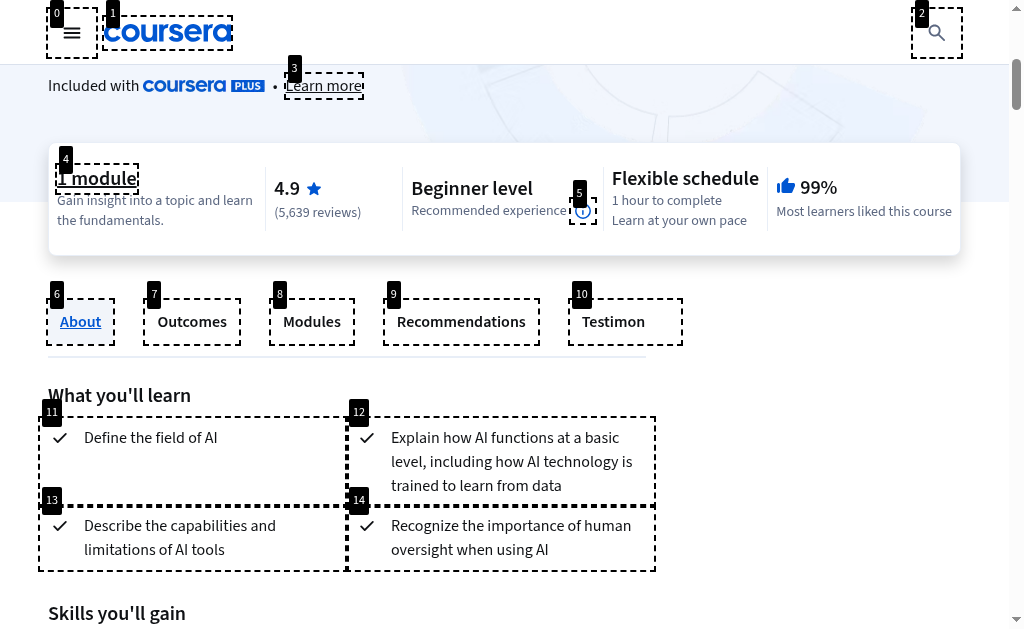 0
1
coursera
2
Included with coursera PLUS • Learn more
3
4
1 module
Gain insight into a topic and learn
the fundamentals.
4.9
(5,639 reviews)
Beginner level
Recommended experience
5
Flexible schedule
1 hour to complete
Learn at your own pace
99%
Most learners liked this course
6
About
7
Outcomes
8
Modules
9
Recommendations
10
Testimon
What you'll learn
11
Define the field of AI
12
Explain how AI functions at a basic
level, including how AI technology is
trained to learn from data
13
Describe the capabilities and
limitations of AI tools
14
Recognize the importance of human
oversight when using AI
Skills you'll gain